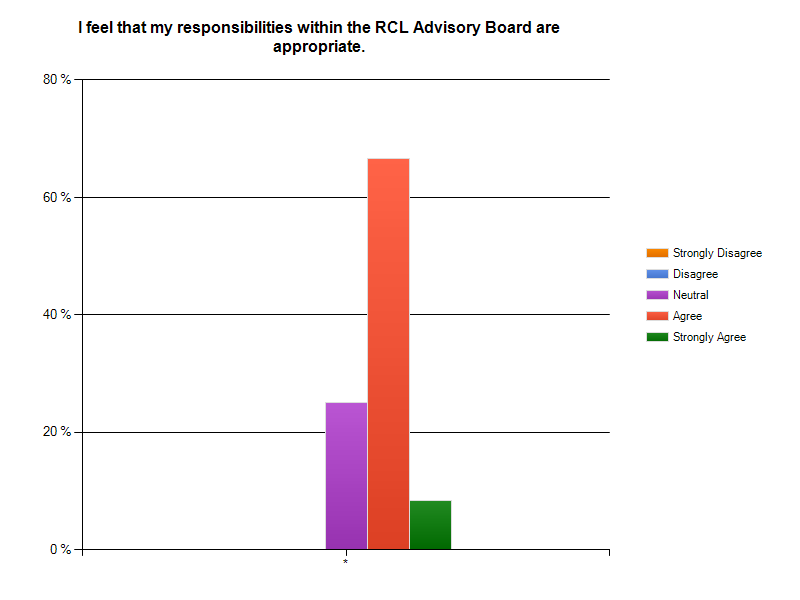 I feel that my responsibilities within the RCL Advisory Board are
appropriate.
80 %
60 %
40 %
20 %
0 %
*
Strongly Disagree
Disagree
Neutral
Agree
Strongly Agree